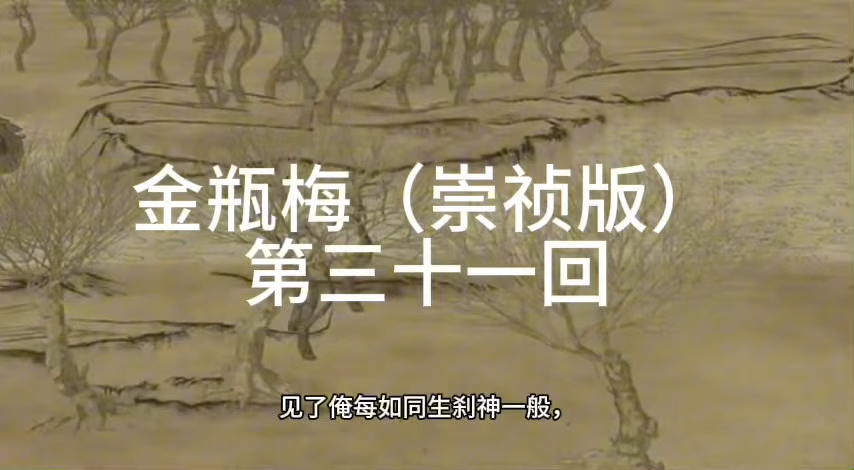 金瓶梅（崇祯版）
第三十一回
见了俺每如同生刹神一般，